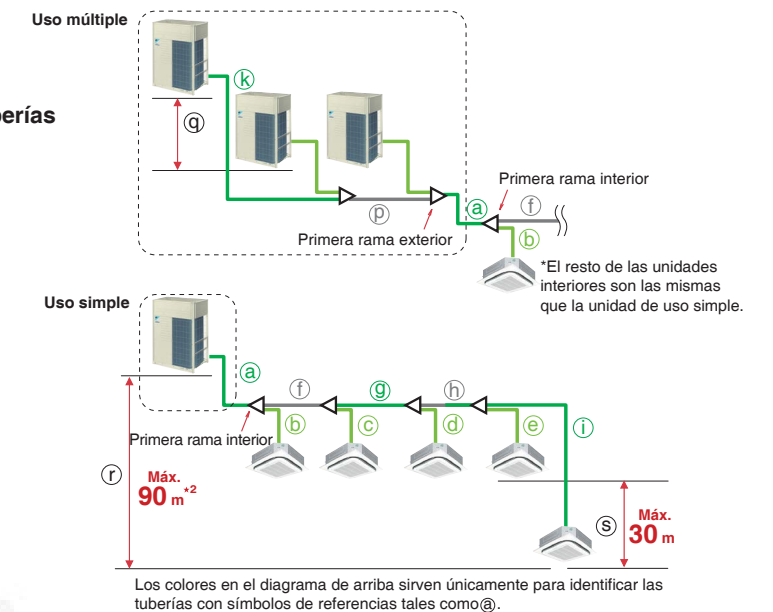 Uso múltiple
ⓚ
berías
ⓠ
Primera rama interior
ⓐ
ⓕ
ⓟ
ⓑ
Primera rama exterior
*El resto de las unidades
interiores son las mismas
que la unidad de uso simple.
Uso simple
ⓐ
ⓕ
ⓖ
ⓗ
ⓑ
ⓒ
ⓓ
ⓔ
ⓘ
Primera rama interior
ⓡ
Máx.
90 m*2
ⓢ
Máx.
30 m
Los colores en el diagrama de arriba sirven únicamente para identificar las
tuberías con símbolos de referencias tales comoⓐ.